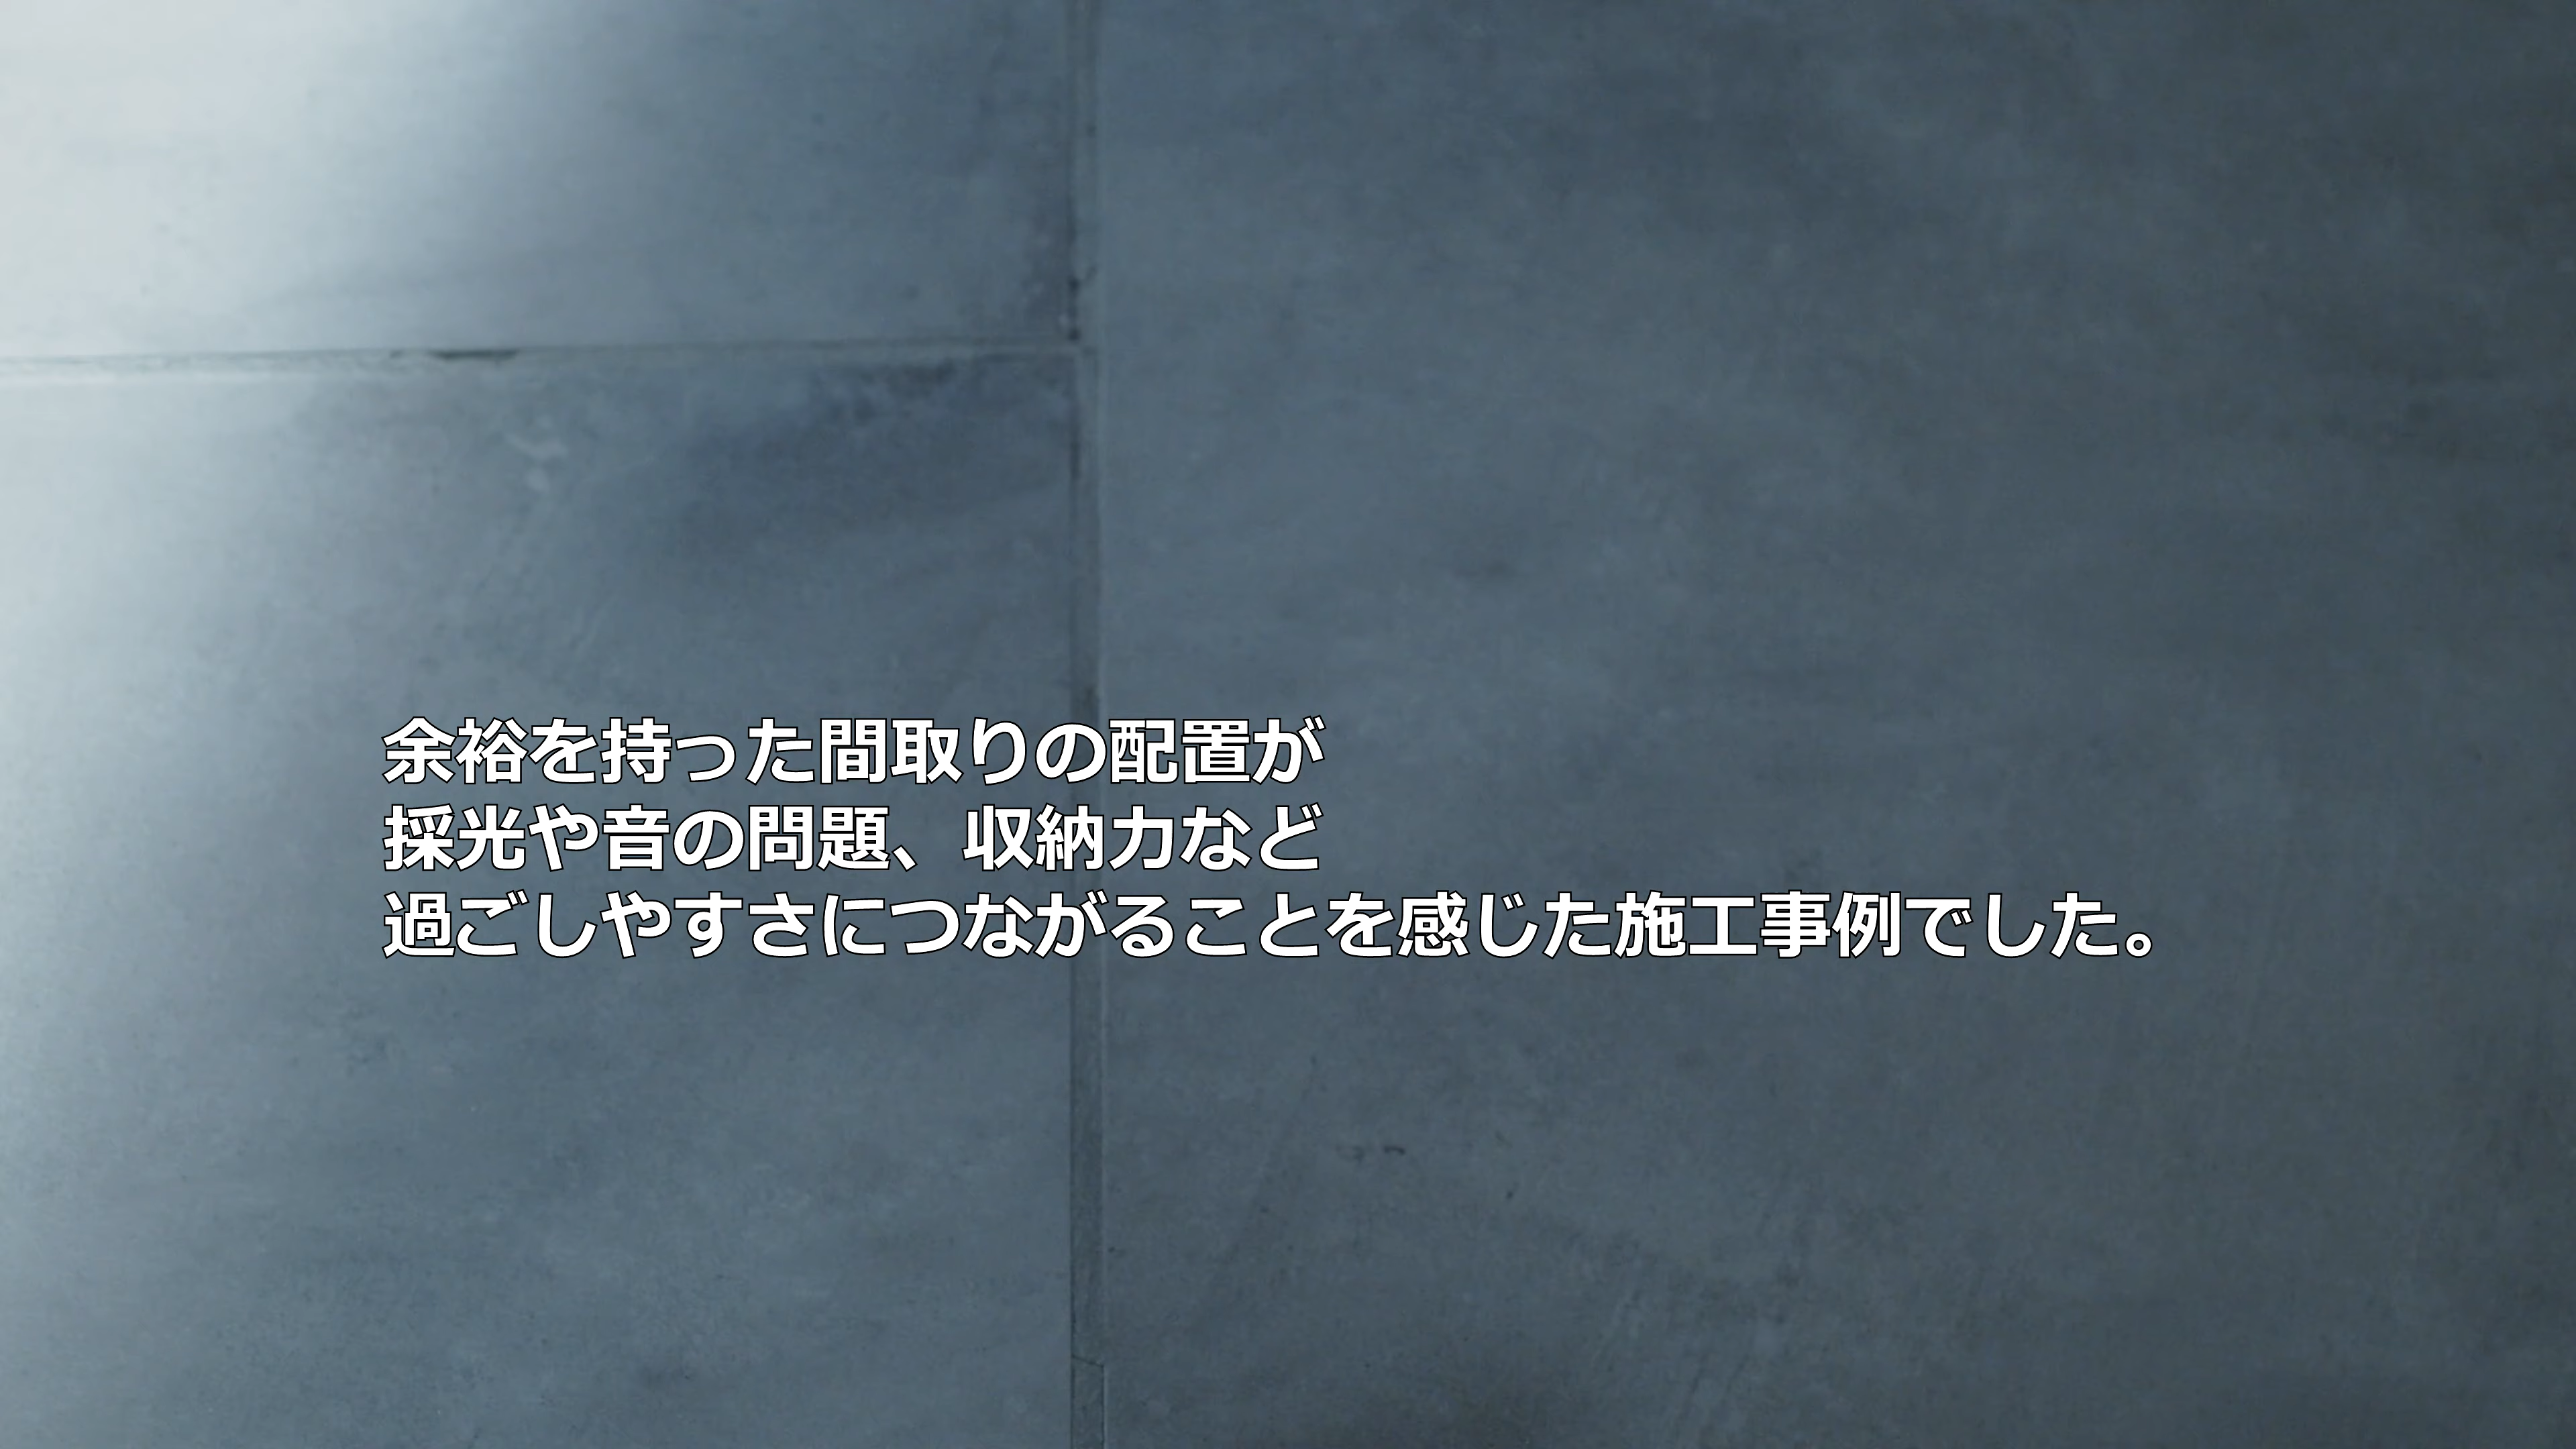 余裕を持った間取りの配置が
採光や音の問題、収納力など
過ごしやすさにつながることを感じた施工事例でした。